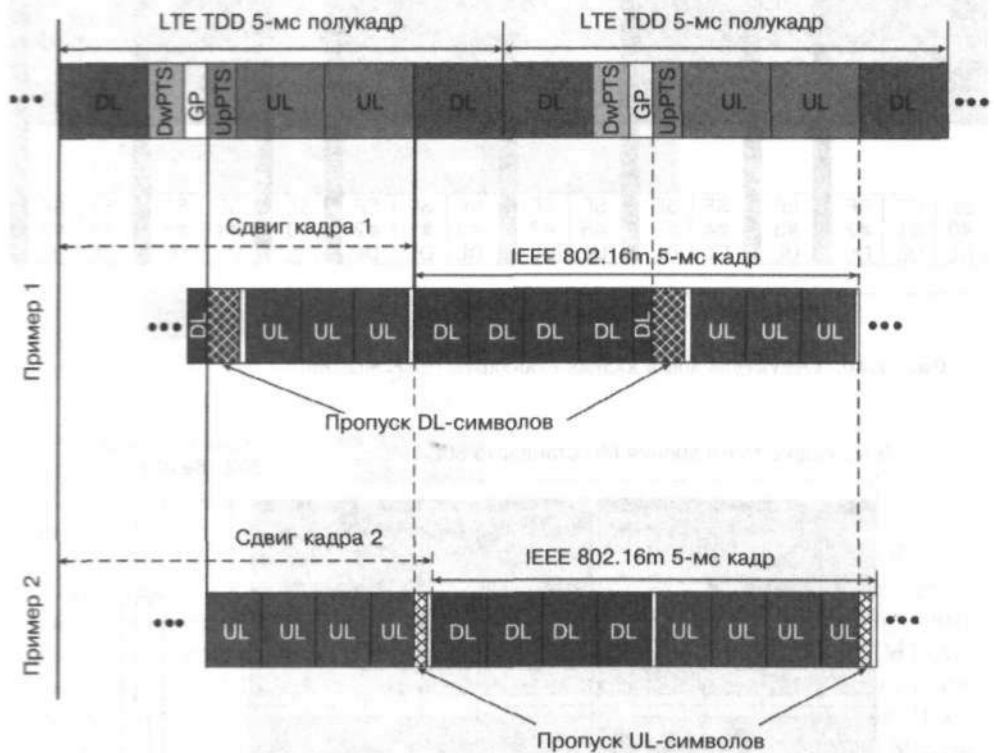 LTE TDD 5-мс полукадр LTE TDD 5-мс полукадр
DL DwPTS GP UpPTS UL UL DL DL DwPTS GP UpPTS UL UL DL
Сдвиг кадра 1
IEEE 802.16m 5-мс кадр
Пример 1
DL UL UL UL DL DL DL DL DL UL UL UL
Пропуск DL-символов
Сдвиг кадра 2
IEEE 802.16m 5-мс кадр
Пример 2
UL UL UL UL DL DL DL DL UL UL UL UL
Пропуск UL-символов